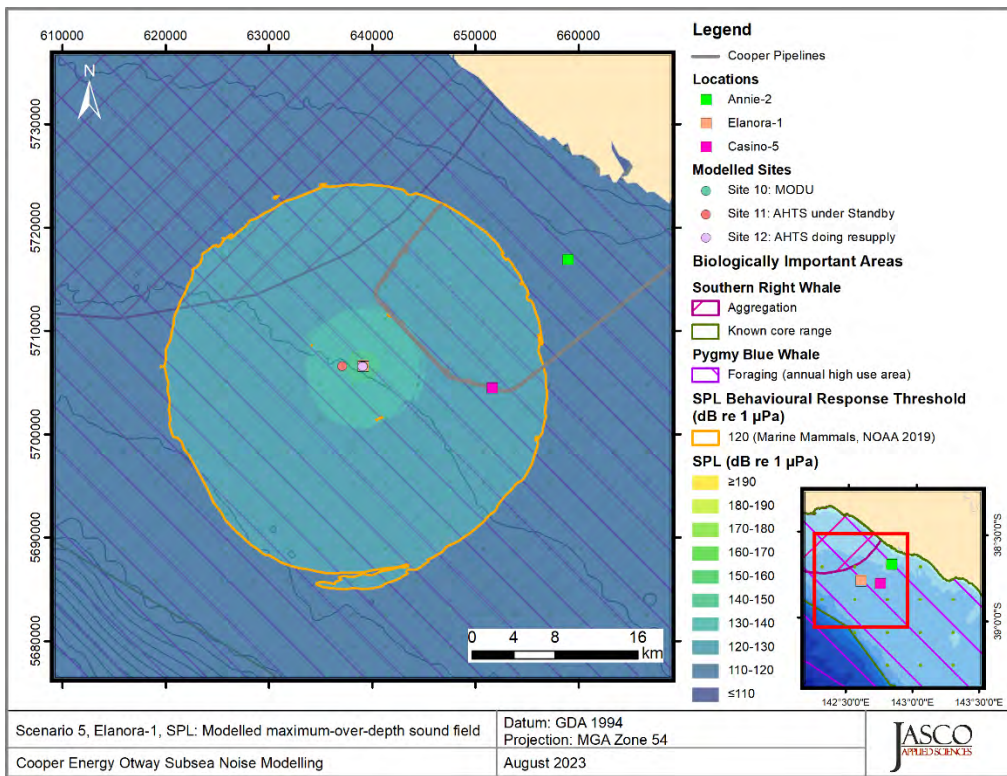 610000 620000 630000 640000 650000 660000
5730000
5720000
5710000
5700000
5690000
5680000
N
0 4 8 16
km
Legend
Cooper Pipelines
Locations
Annie-2
Elanora-1
Casino-5
Modelled Sites
Site 10: MODU
Site 11: AHTS under Standby
Site 12: AHTS doing resupply
Biologically Important Areas
Southern Right Whale
Aggregation
Known core range
Pygmy Blue Whale
Foraging (annual high use area)
SPL Behavioural Response Threshold
(dB re 1 µPa)
120 (Marine Mammals, NOAA 2019)
SPL (dB re 1 µPa)
≥190
180-190
170-180
160-170
150-160
140-150
130-140
120-130
110-120
≤110
38°30'0"S
39°0'0"S
142°30'0"E 143°0'0"E 143°30'0"E
Scenario 5, Elanora-1, SPL: Modelled maximum-over-depth sound field
Datum: GDA 1994
Projection: MGA Zone 54
Cooper Energy Otway Subsea Noise Modelling
August 2023
JASCO
APPLIED SCIENCES